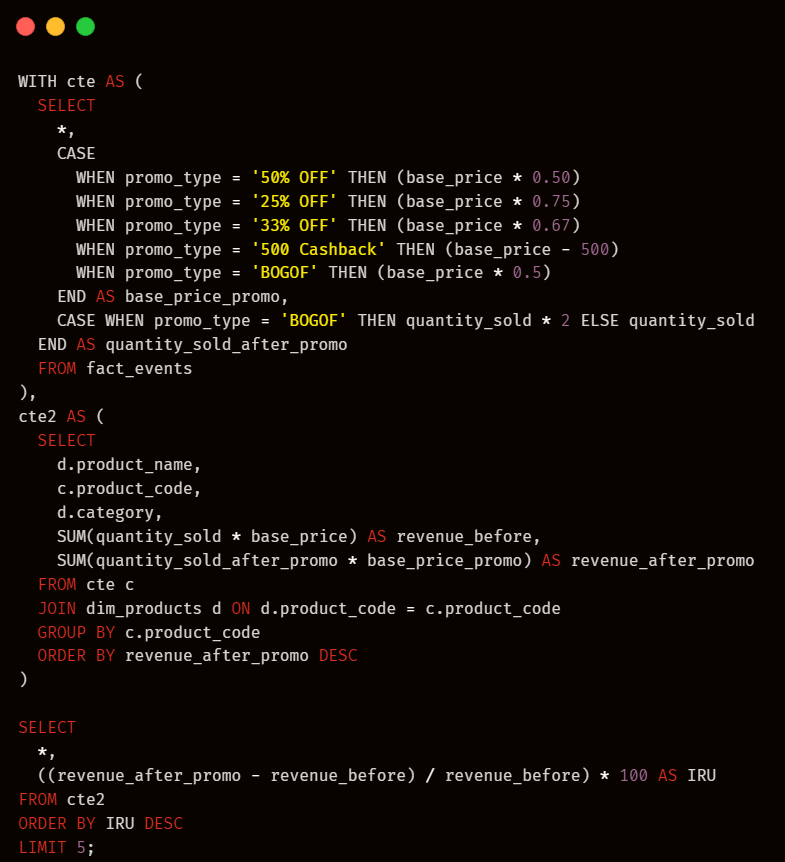 WITH cte AS (
  SELECT
    *,
    CASE
      WHEN promo_type = '50% OFF' THEN (base_price * 0.50)
      WHEN promo_type = '25% OFF' THEN (base_price * 0.75)
      WHEN promo_type = '33% OFF' THEN (base_price * 0.67)
      WHEN promo_type = '500 Cashback' THEN (base_price - 500)
      WHEN promo_type = 'BOGOF' THEN (base_price * 0.5)
    END AS base_price_promo,
    CASE WHEN promo_type = 'BOGOF' THEN quantity_sold * 2 ELSE quantity_sold
  END AS quantity_sold_after_promo
  FROM fact_events
),
cte2 AS (
  SELECT
    d.product_name,
    c.product_code,
    d.category,
    SUM(quantity_sold * base_price) AS revenue_before,
    SUM(quantity_sold_after_promo * base_price_promo) AS revenue_after_promo
  FROM cte c
  JOIN dim_products d ON d.product_code = c.product_code
  GROUP BY c.product_code
  ORDER BY revenue_after_promo DESC
)

SELECT
  *,
  ((revenue_after_promo - revenue_before) / revenue_before) * 100 AS IRU
FROM cte2
ORDER BY IRU DESC
LIMIT 5;